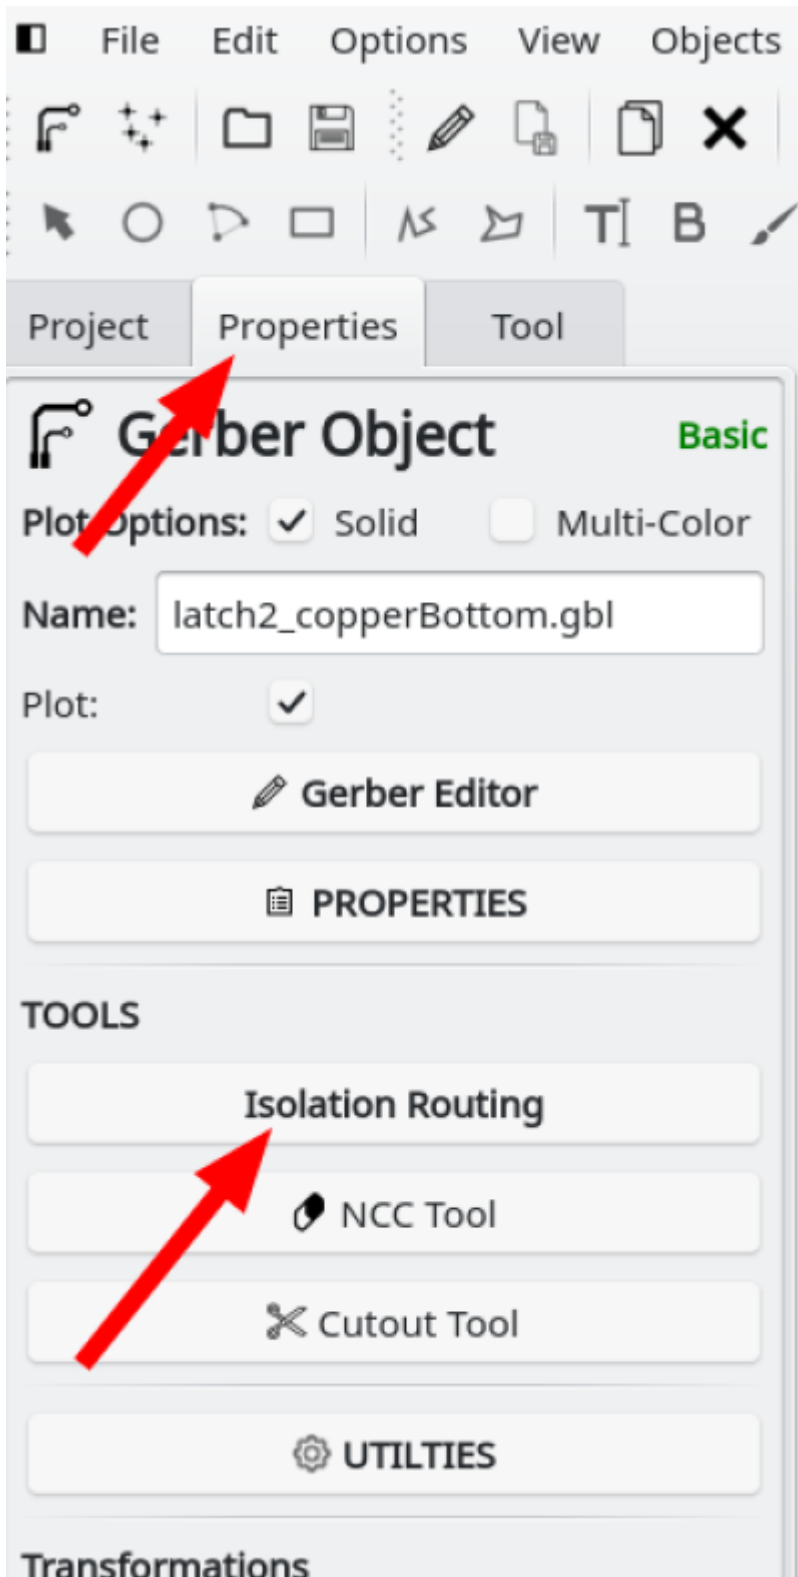 File Edit Options View Objects
T B
Project Properties Tool
Gerber Object Basic
Plot Options: Solid Multi-Color
Name: latch2_copperBottom.gbl
Plot:
Gerber Editor
PROPERTIES
TOOLS
Isolation Routing
NCC Tool
Cutout Tool
UTILTIES
Transformations